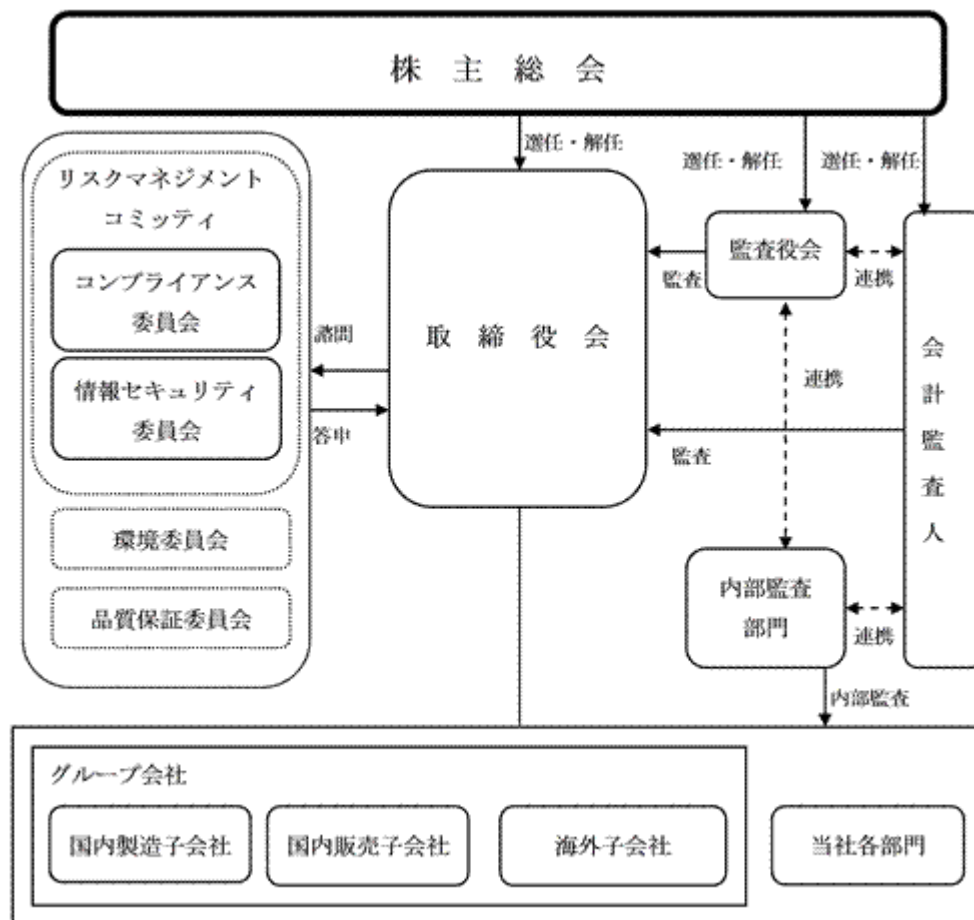 株主総会
選任・解任
選任・解任
選任・解任
リスクマネジメント
コミッティ
コンプライアンス
委員会
情報セキュリティ
委員会
環境委員会
品質保証委員会
諮問
答申
取締役会
監査役会
監査
連携
連携
監査
会計監査人
内部監査
部門
連携
内部監査
グループ会社
国内製造子会社
国内販売子会社
海外子会社
当社各部門